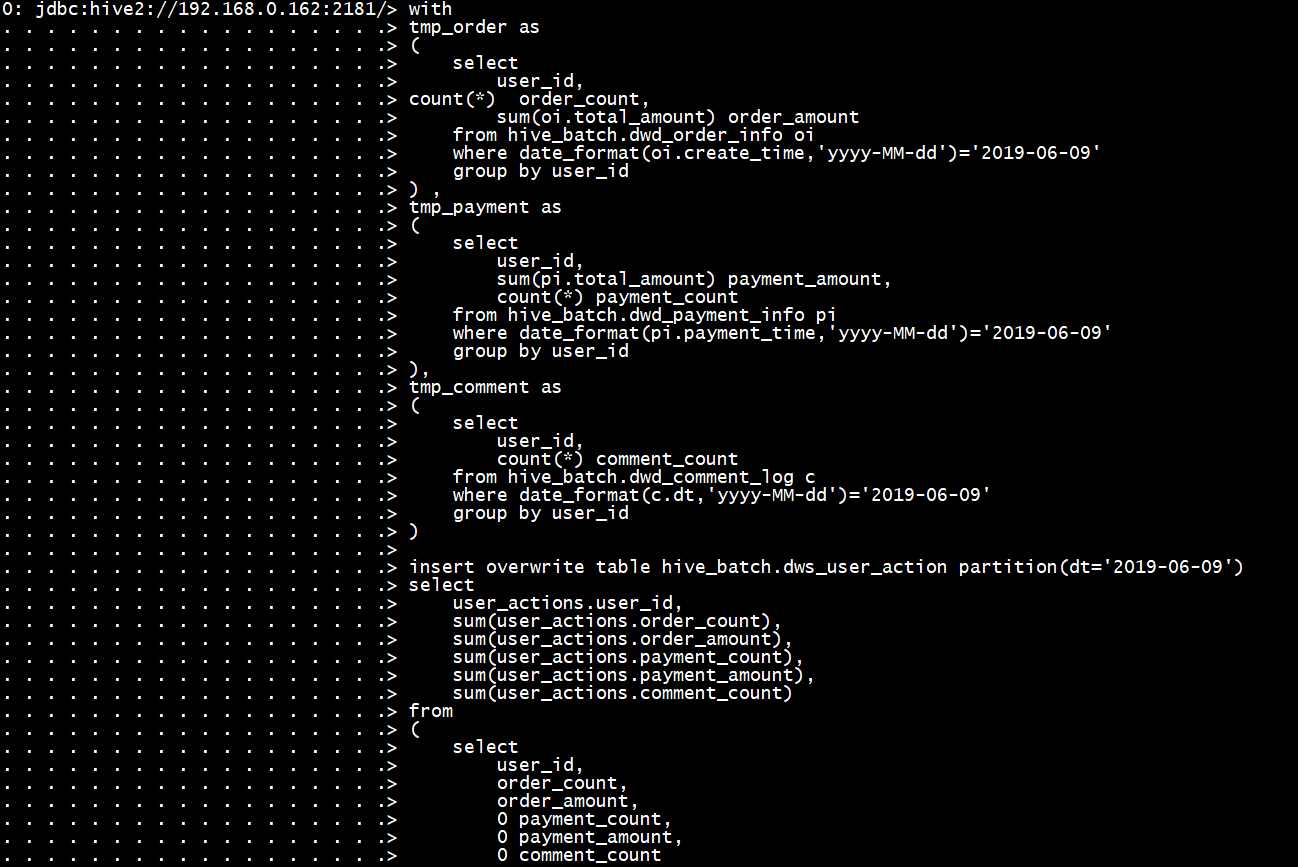 0: jdbc:hive2://192.168.0.162:2181/> with
. . . . . . . . . . . . . . . . . .> tmp_order as
. . . . . . . . . . . . . . . . . .> (
. . . . . . . . . . . . . . . . . .>     select
. . . . . . . . . . . . . . . . . .>         user_id,
. . . . . . . . . . . . . . . . . .> count(*)  order_count,
. . . . . . . . . . . . . . . . . .>         sum(oi.total_amount) order_amount
. . . . . . . . . . . . . . . . . .>     from hive_batch.dwd_order_info oi
. . . . . . . . . . . . . . . . . .>     where date_format(oi.create_time,'yyyy-MM-dd')='2019-06-09'
. . . . . . . . . . . . . . . . . .>     group by user_id
. . . . . . . . . . . . . . . . . .> ) ,
. . . . . . . . . . . . . . . . . .> tmp_payment as
. . . . . . . . . . . . . . . . . .> (
. . . . . . . . . . . . . . . . . .>     select
. . . . . . . . . . . . . . . . . .>         user_id,
. . . . . . . . . . . . . . . . . .>         sum(pi.total_amount) payment_amount,
. . . . . . . . . . . . . . . . . .>         count(*) payment_count
. . . . . . . . . . . . . . . . . .>     from hive_batch.dwd_payment_info pi
. . . . . . . . . . . . . . . . . .>     where date_format(pi.payment_time,'yyyy-MM-dd')='2019-06-09'
. . . . . . . . . . . . . . . . . .>     group by user_id
. . . . . . . . . . . . . . . . . .> ),
. . . . . . . . . . . . . . . . . .> tmp_comment as
. . . . . . . . . . . . . . . . . .> (
. . . . . . . . . . . . . . . . . .>     select
. . . . . . . . . . . . . . . . . .>         user_id,
. . . . . . . . . . . . . . . . . .>         count(*) comment_count
. . . . . . . . . . . . . . . . . .>     from hive_batch.dwd_comment_log c
. . . . . . . . . . . . . . . . . .>     where date_format(c.dt,'yyyy-MM-dd')='2019-06-09'
. . . . . . . . . . . . . . . . . .>     group by user_id
. . . . . . . . . . . . . . . . . .> )
. . . . . . . . . . . . . . . . . .>
. . . . . . . . . . . . . . . . . .> insert overwrite table hive_batch.dws_user_action partition(dt='2019-06-09')
. . . . . . . . . . . . . . . . . .> select
. . . . . . . . . . . . . . . . . .>     user_actions.user_id,
. . . . . . . . . . . . . . . . . .>     sum(user_actions.order_count),
. . . . . . . . . . . . . . . . . .>     sum(user_actions.order_amount),
. . . . . . . . . . . . . . . . . .>     sum(user_actions.payment_count),
. . . . . . . . . . . . . . . . . .>     sum(user_actions.payment_amount),
. . . . . . . . . . . . . . . . . .>     sum(user_actions.comment_count)
. . . . . . . . . . . . . . . . . .> from
. . . . . . . . . . . . . . . . . .> (
. . . . . . . . . . . . . . . . . .>     select
. . . . . . . . . . . . . . . . . .>         user_id,
. . . . . . . . . . . . . . . . . .>         order_count,
. . . . . . . . . . . . . . . . . .>         order_amount,
. . . . . . . . . . . . . . . . . .>         0 payment_count,
. . . . . . . . . . . . . . . . . .>         0 payment_amount,
. . . . . . . . . . . . . . . . . .>         0 comment_count